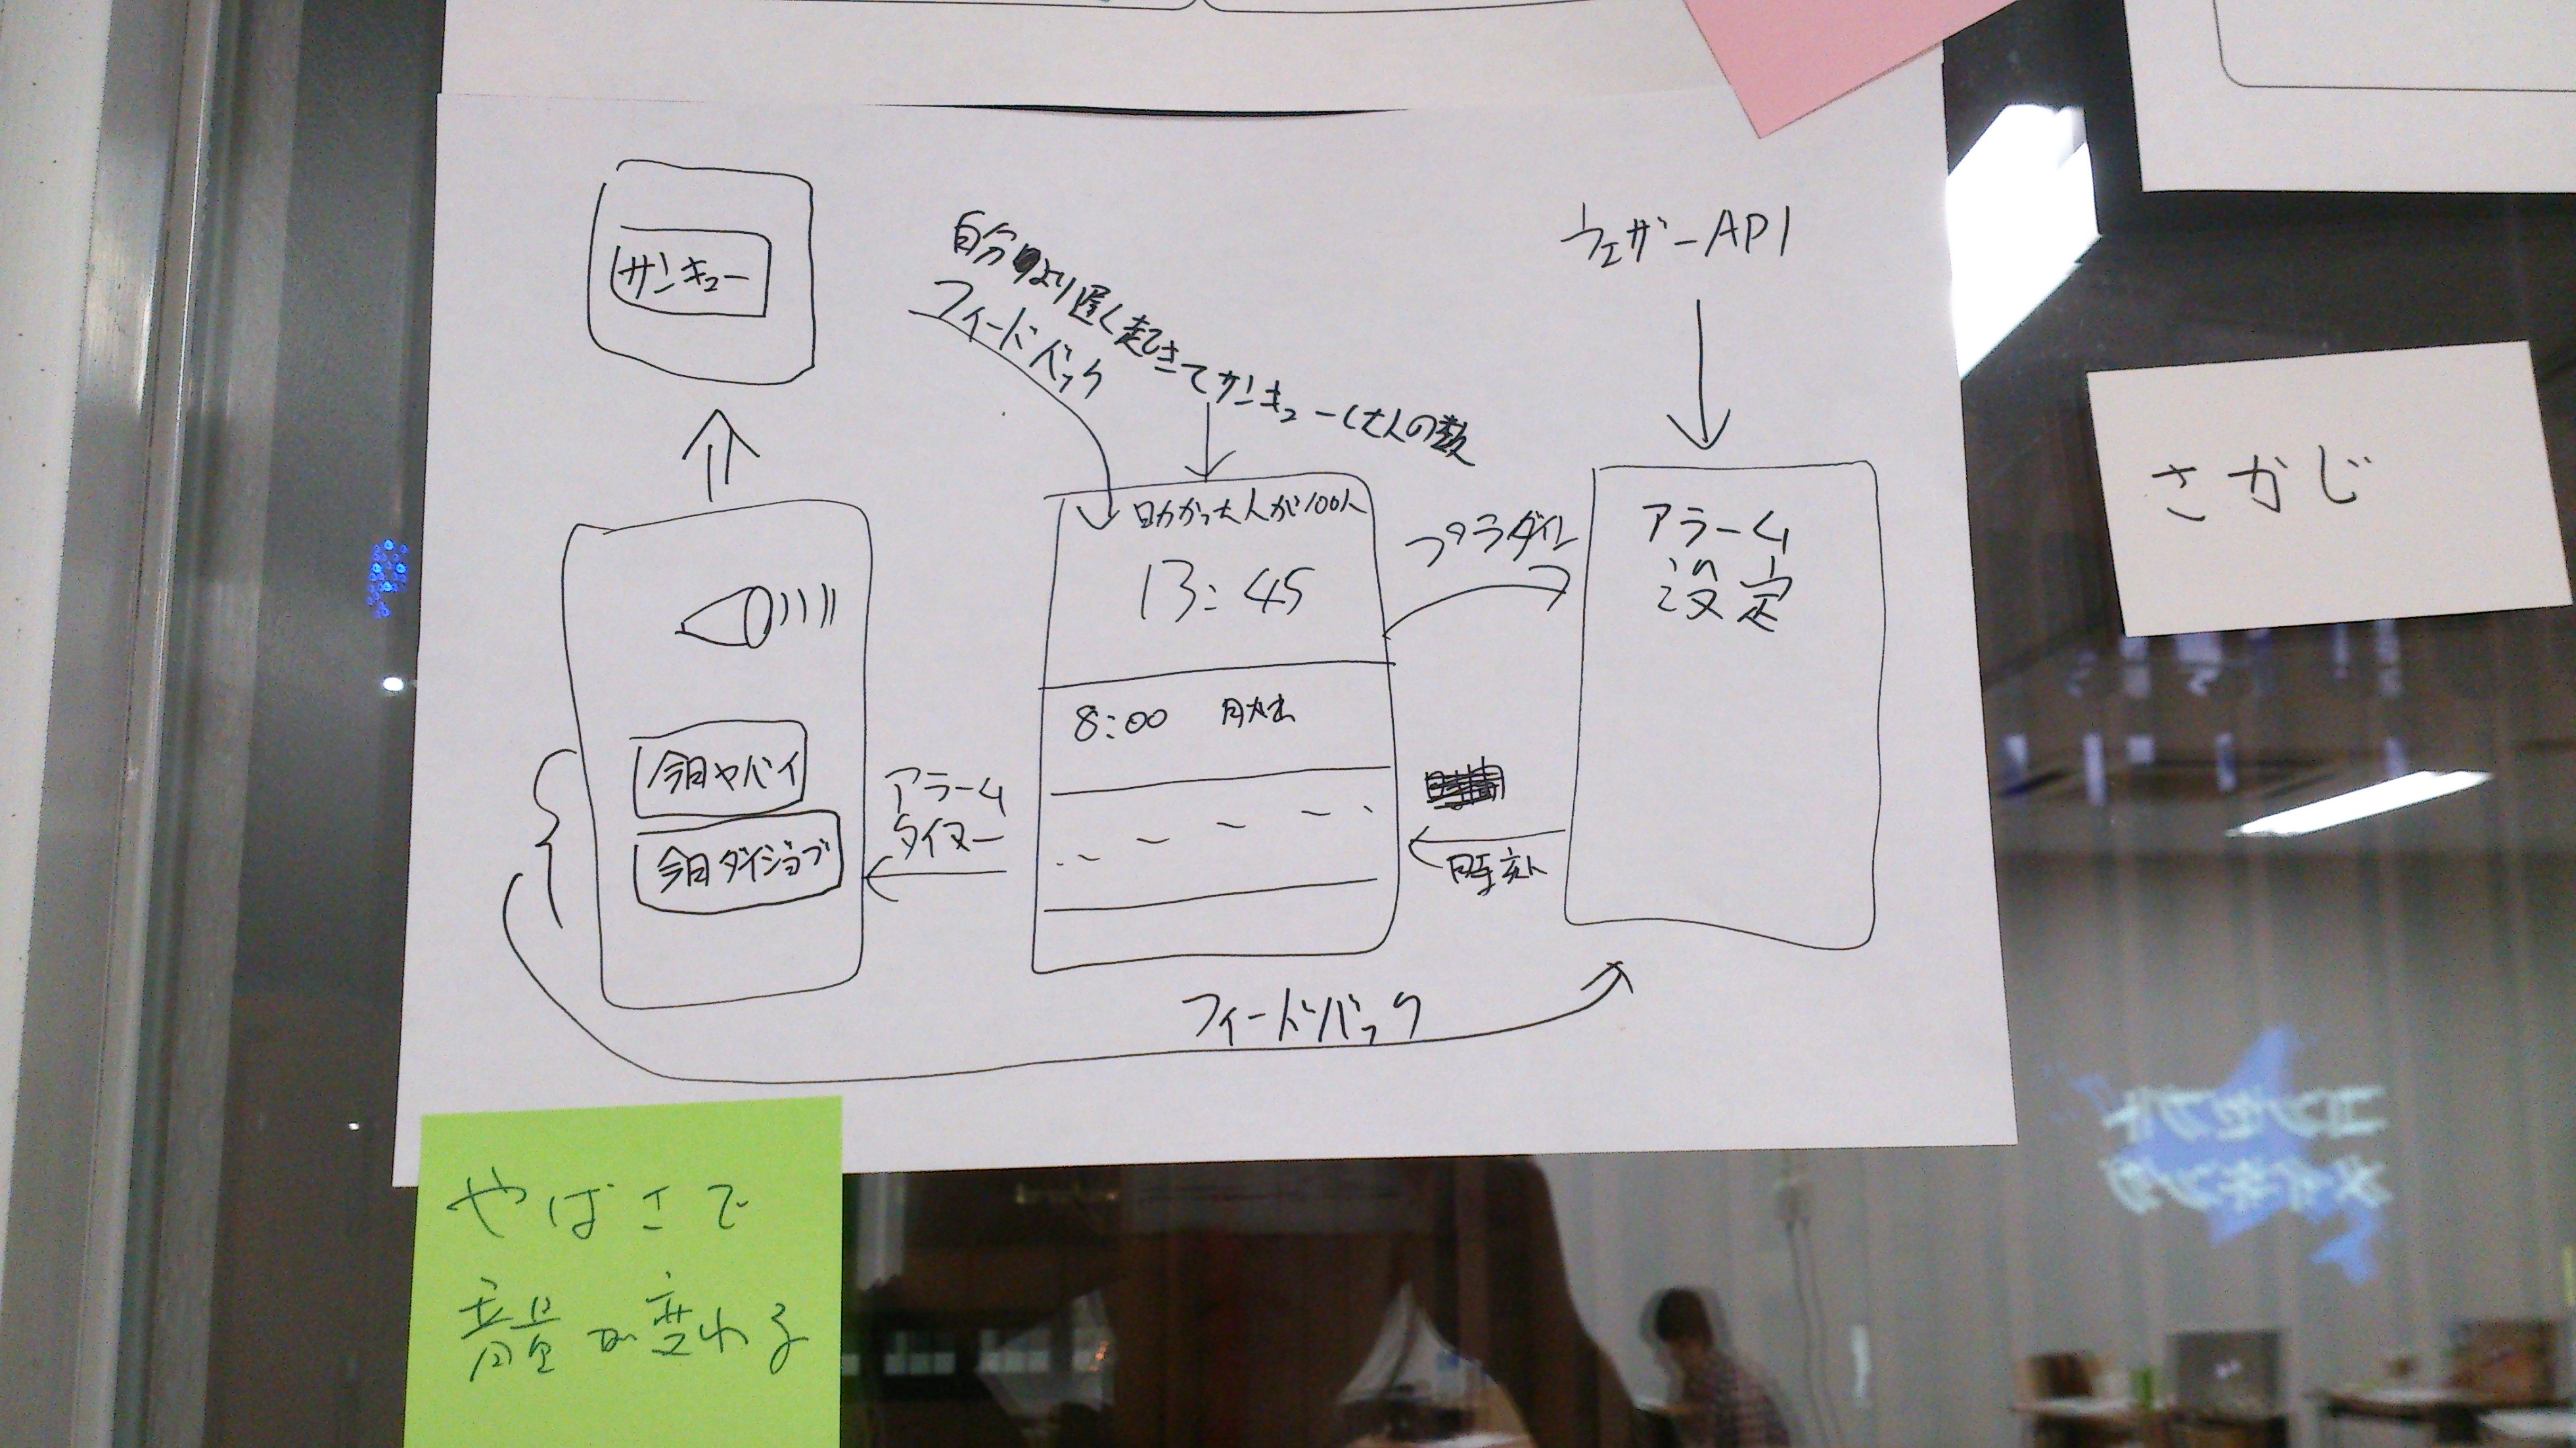 サンキュー
自分より遅く起きてサンキューした人の数
フィードバック
ウェザーAPI
助かった人が100人
13:45
8:00 月火土
プラダイン
アラーム
設定
今日ヤバイ
今日ダイジョブ
アラーム
タイマー
時刻
フィードバック
さかじ
やばさで
音量が変わる